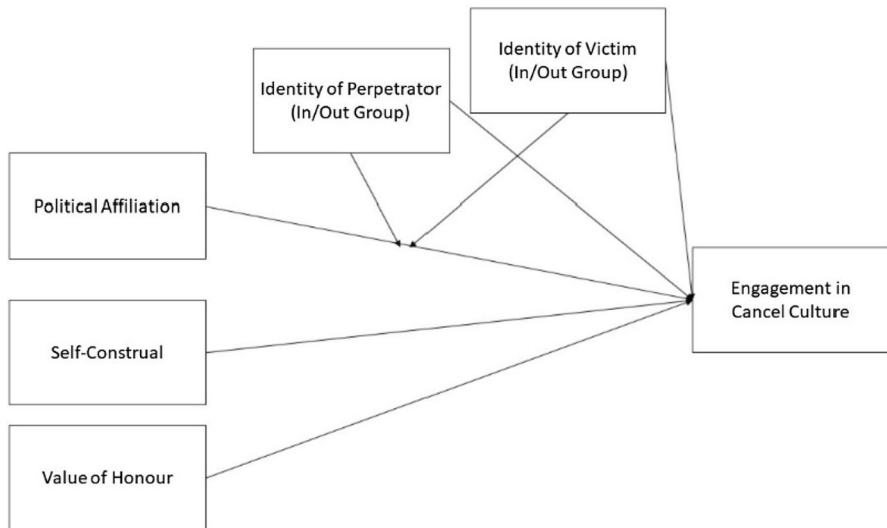 Identity of Victim
(In/Out Group)
Identity of Perpetrator
(In/Out Group)
Political Affiliation
Engagement in
Cancel Culture
Self-Construal
Value of Honour